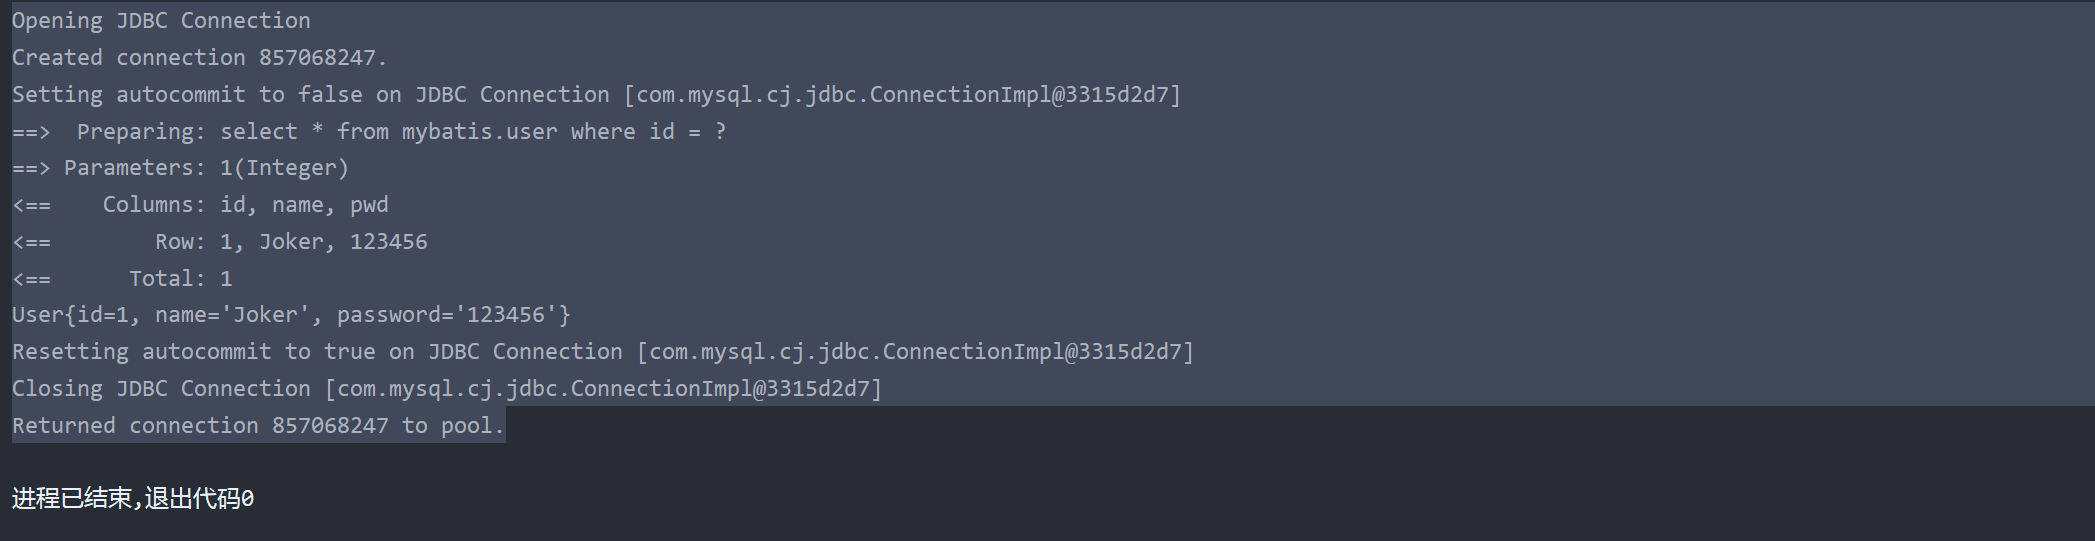 Opening JDBC Connection
Created connection 857068247.
Setting autocommit to false on JDBC Connection [com.mysql.cj.jdbc.ConnectionImpl@3315d2d7]
==>  Preparing: select * from mybatis.user where id = ?
==> Parameters: 1(Integer)
<==    Columns: id, name, pwd
<==        Row: 1, Joker, 123456
<==      Total: 1
User{id=1, name='Joker', password='123456'}
Resetting autocommit to true on JDBC Connection [com.mysql.cj.jdbc.ConnectionImpl@3315d2d7]
Closing JDBC Connection [com.mysql.cj.jdbc.ConnectionImpl@3315d2d7]
Returned connection 857068247 to pool.
进程已结束,退出代码0